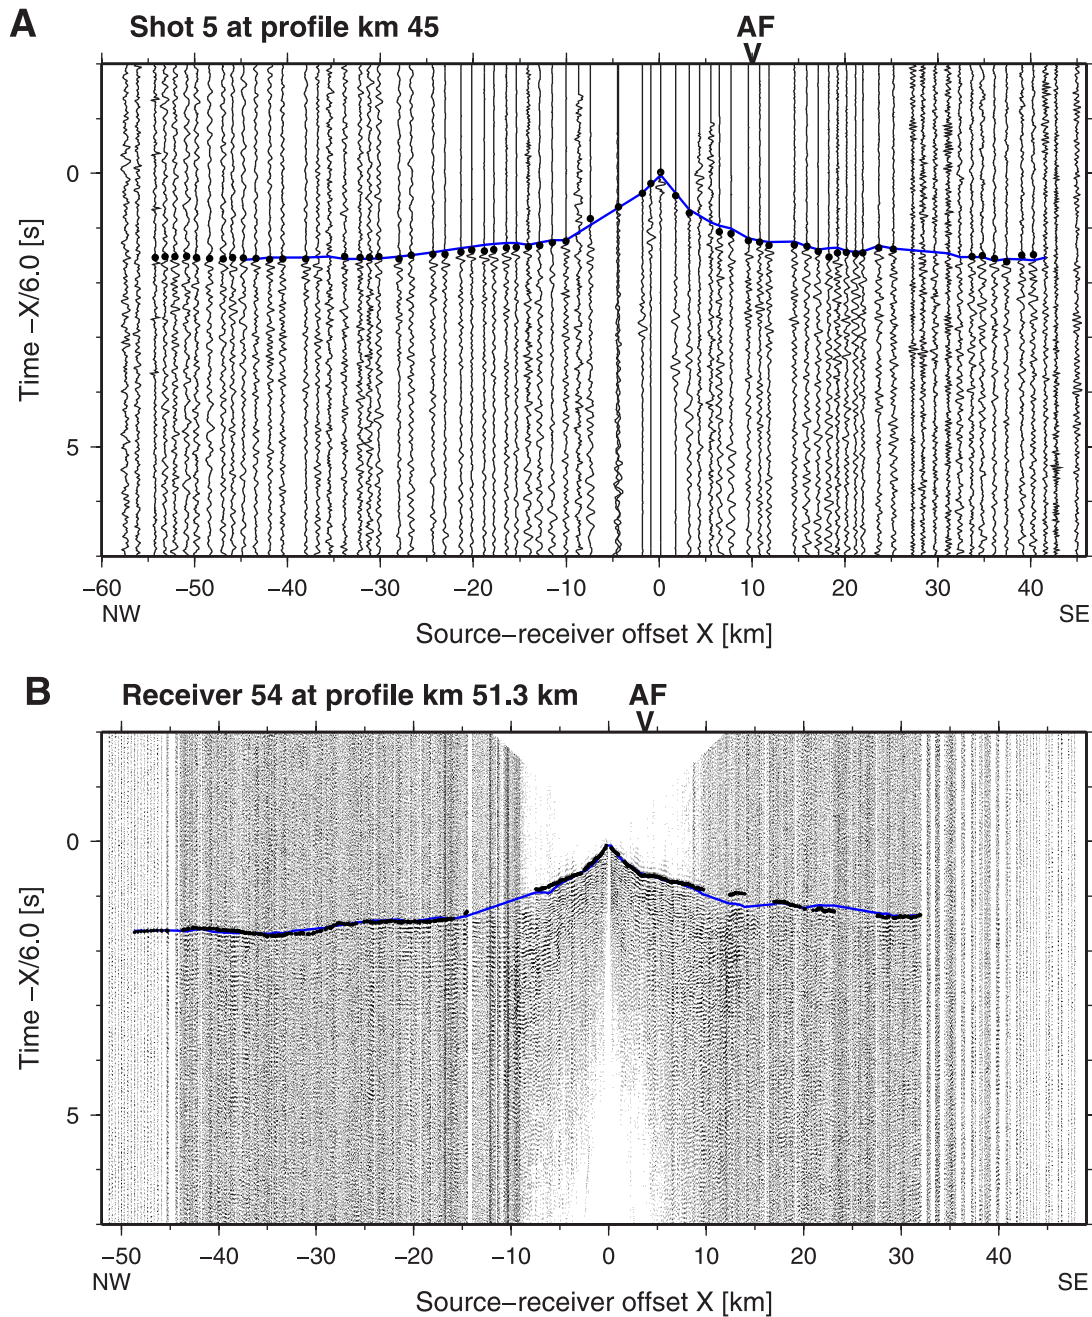 A Shot 5 at profile km 45 AF
V
0
5
Time −X/6.0 [s]
−60 −50 −40 −30 −20 −10 0 10 20 30 40
NW SE
Source−receiver offset X [km]
B Receiver 54 at profile km 51.3 km AF
V
0
5
Time −X/6.0 [s]
−50 −40 −30 −20 −10 0 10 20 30 40
NW SE
Source−receiver offset X [km]